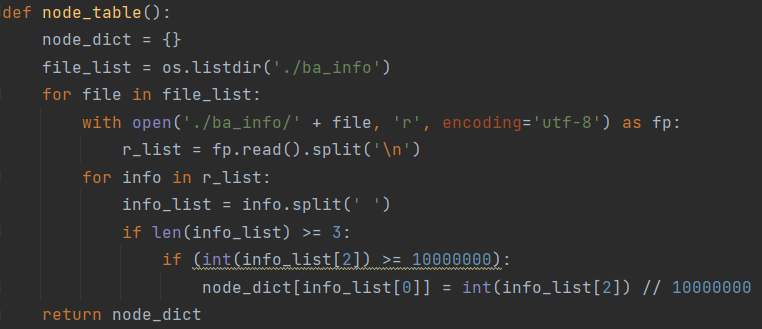 def node_table():
    node_dict = {}
    file_list = os.listdir('./ba_info')
    for file in file_list:
        with open('./ba_info/' + file, 'r', encoding='utf-8') as fp:
            r_list = fp.read().split('\n')
        for info in r_list:
            info_list = info.split(' ')
            if len(info_list) >= 3:
                if (int(info_list[2]) >= 10000000):
                    node_dict[info_list[0]] = int(info_list[2]) // 10000000
    return node_dict